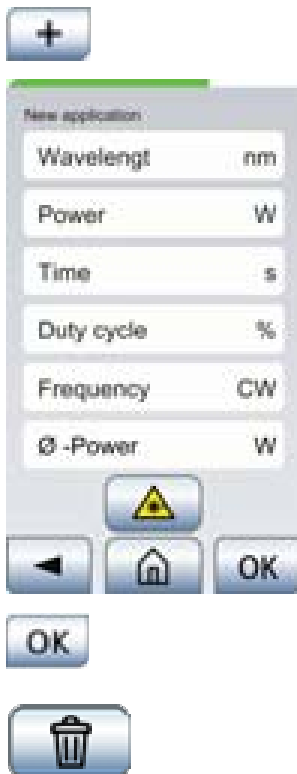 +
New application
Wavelengt nm
Power W
Time s
Duty cycle %
Frequency CW
Ø -Power W
OK
OK